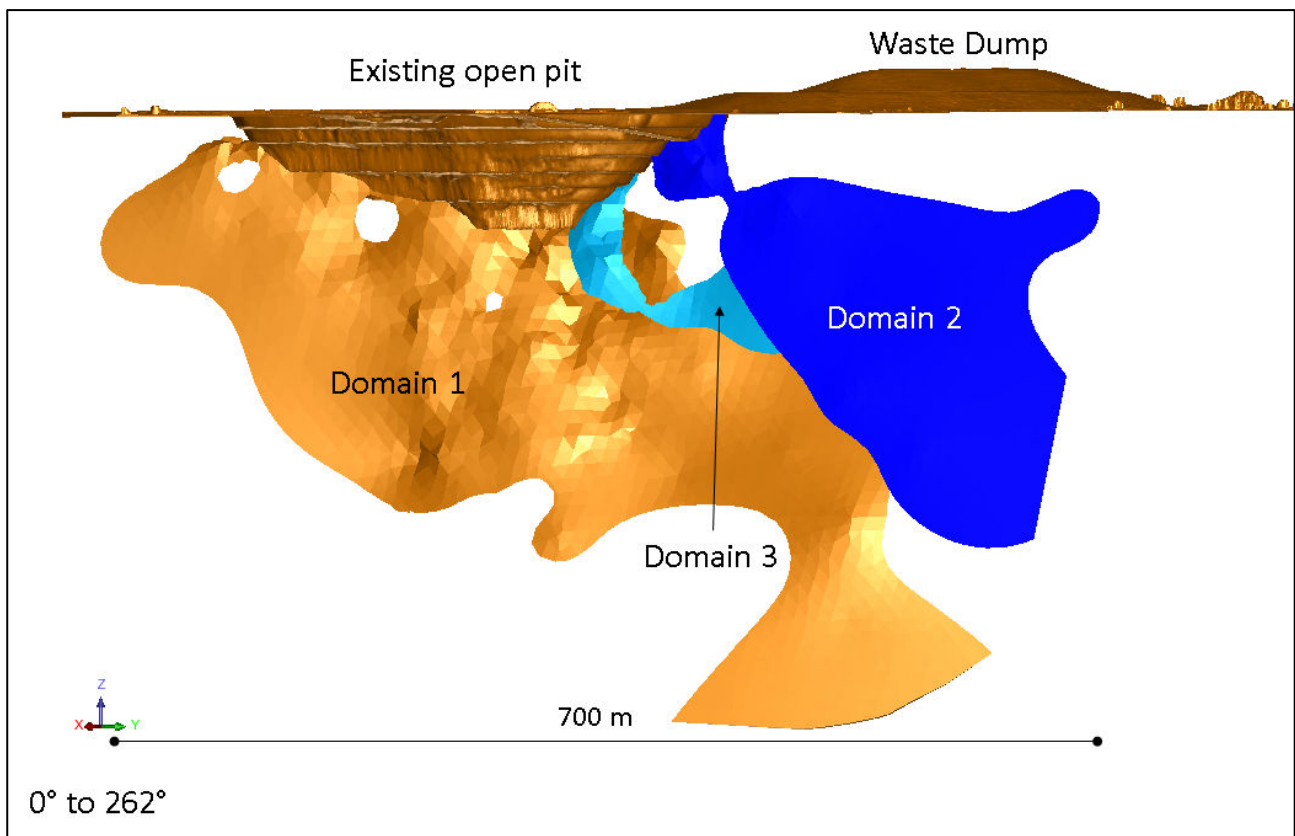 Waste Dump
Existing open pit
Domain 2
Domain 1
Domain 3
Z
X
Y
700 m
0° to 262°